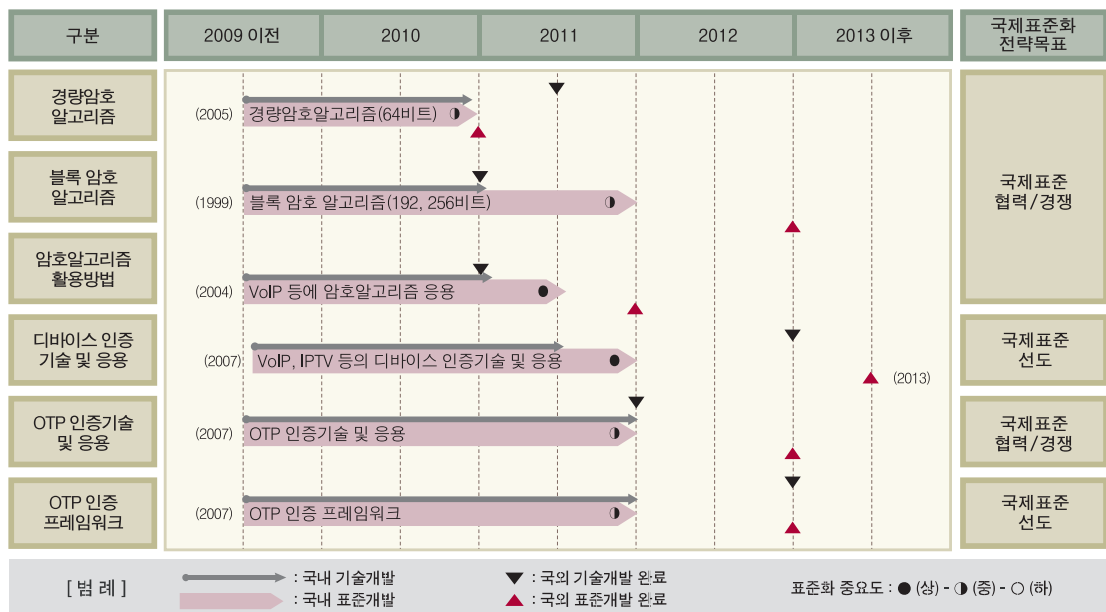 구분
2009 이전
2010
2011
2012
2013 이후
국제표준화
전략목표
경량암호
알고리즘
(2005)
경량암호알고리즘(64비트)
블록 암호
알고리즘
(1999)
블록 암호 알고리즘(192, 256비트)
국제표준
협력/경쟁
암호알고리즘
활용방법
(2004)
VoIP 등에 암호알고리즘 응용
디바이스 인증
기술 및 응용
(2007)
VoIP, IPTV 등의 디바이스 인증기술 및 응용
(2013)
국제표준
선도
OTP 인증기술
및 응용
(2007)
OTP 인증기술 및 응용
국제표준
협력/경쟁
OTP 인증
프레임워크
(2007)
OTP 인증 프레임워크
국제표준
선도
[ 범 례 ]
: 국내 기술개발
: 국내 표준개발
▼ : 국외 기술개발 완료
▲ : 국외 표준개발 완료
표준화 중요도 : ● (상) - ◑ (중) - ○ (하)